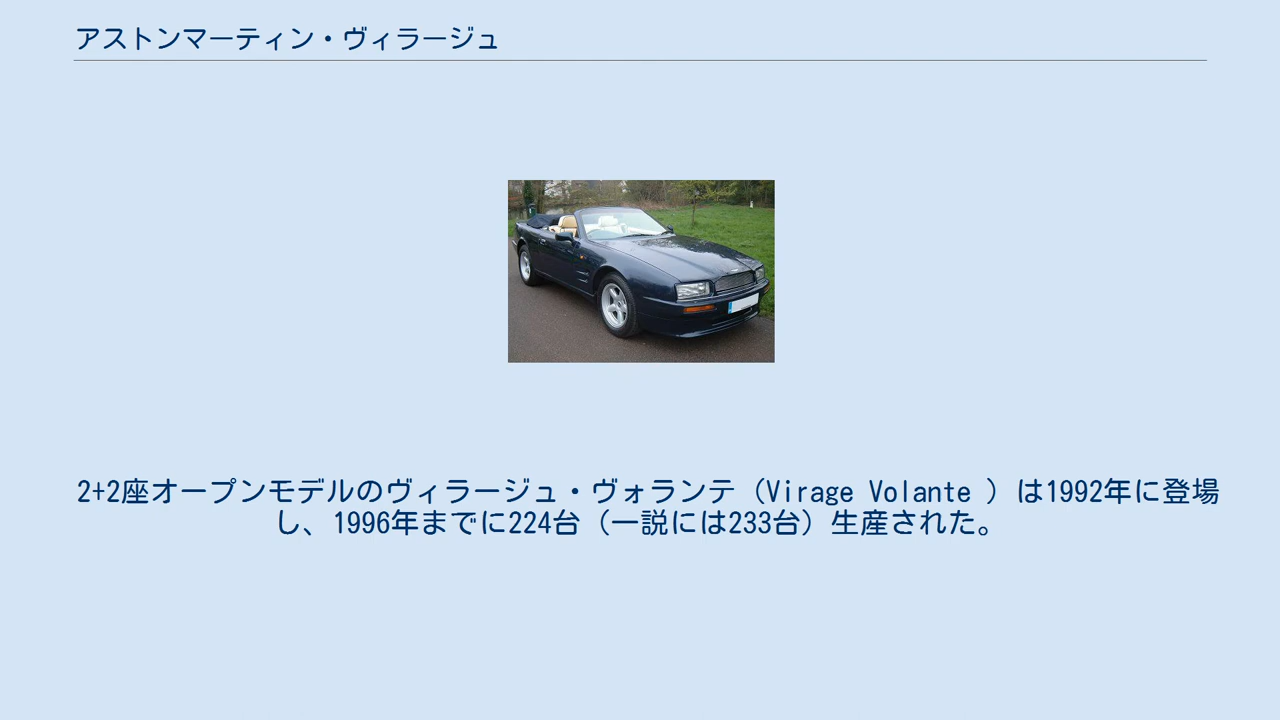 アストンマーティン・ヴィラージュ
2+2座オープンモデルのヴィラージュ・ヴォランテ（Virage Volante ）は1992年に登場
し、1996年までに224台（一説には233台）生産された。